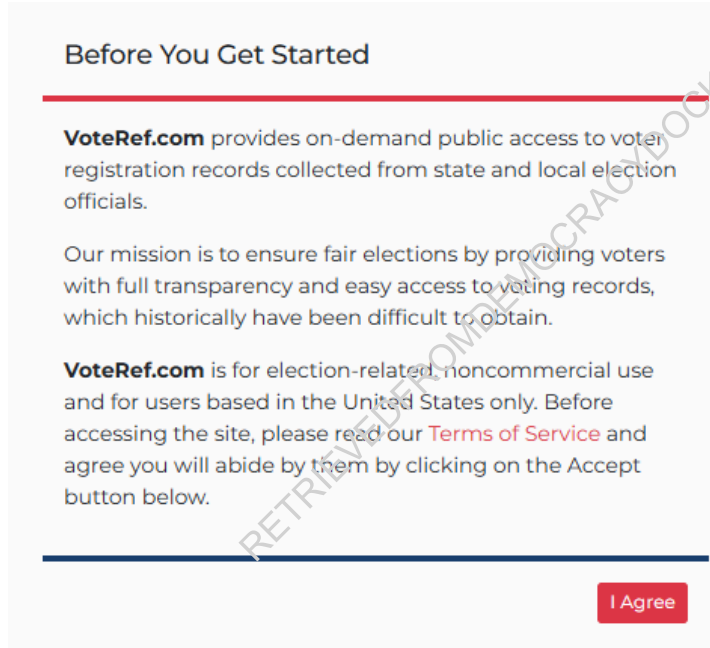 Before You Get Started
VoteRef.com provides on-demand public access to voter
registration records collected from state and local election
officials.
Our mission is to ensure fair elections by providing voters
with full transparency and easy access to voting records,
which historically have been difficult to obtain.
VoteRef.com is for election-related, noncommercial use
and for users based in the United States only. Before
accessing the site, please read our Terms of Service and
agree you will abide by them by clicking on the Accept
button below.
I Agree
RETRIEVEDFROMDEMOCRACYDOC